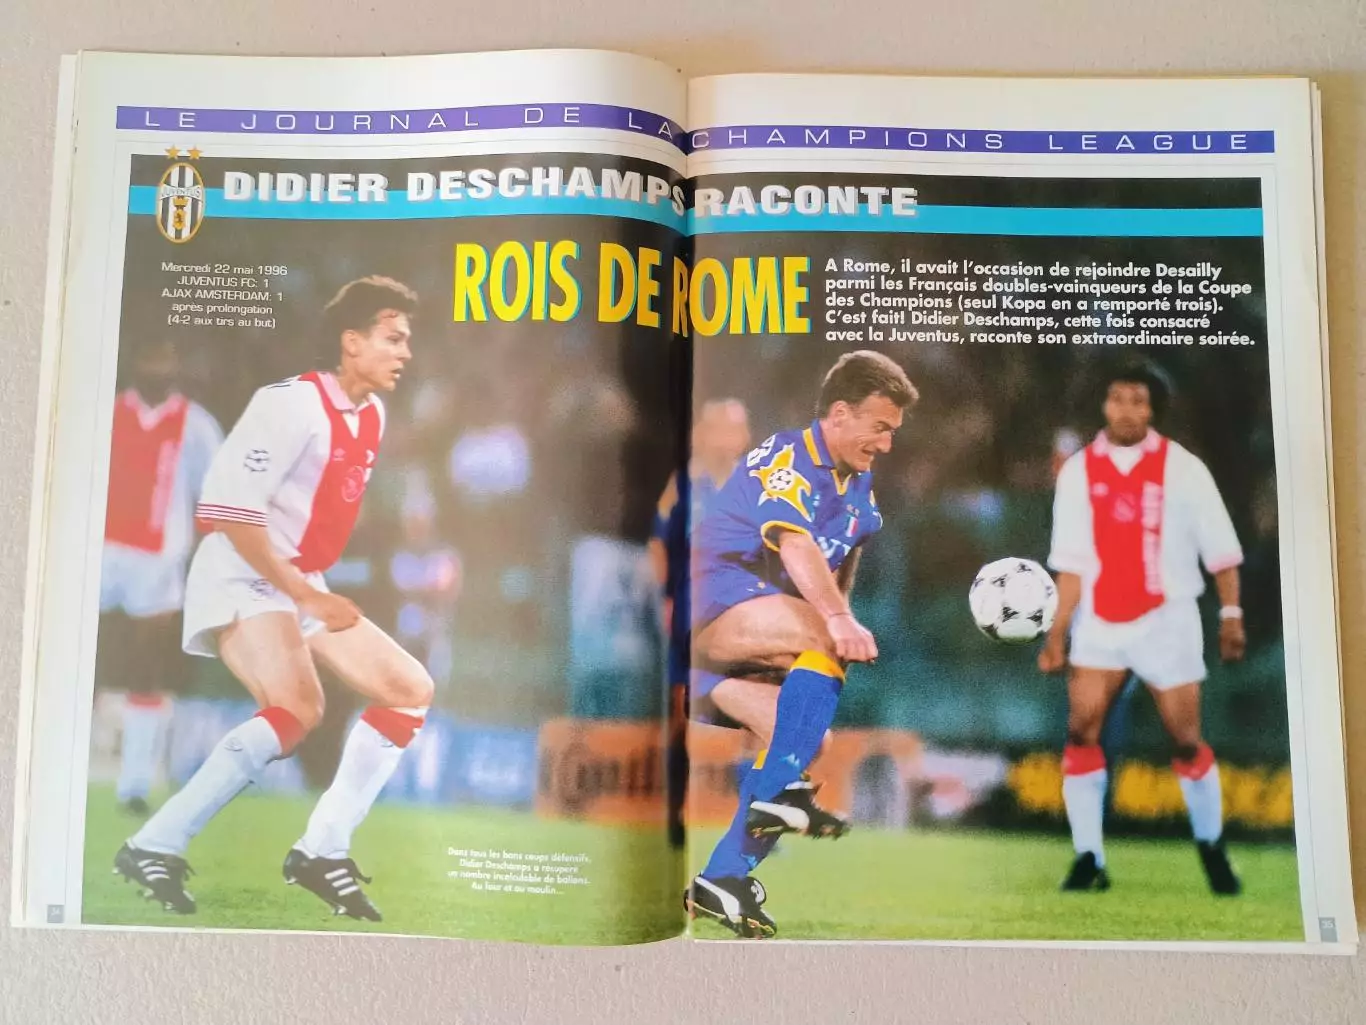 LE JOURNAL DE LA CHAMPIONS LEAGUE
JUVENTUS
DIDIER DESCHAMPS RACONTE
Mercredi 22 mai 1996
JUVENTUS FC: 1
AJAX AMSTERDAM: 1
après prolongation
(4-2 aux tirs au but)
ROIS DE ROME
A Rome, il avait l'occasion de rejoindre Desailly
parmi les Français doubles-vainqueurs de la Coupe
des Champions (seul Kopa en a remporté trois).
C'est fait! Didier Deschamps, cette fois consacré
avec la Juventus, raconte son extraordinaire soirée.
Dans tous les bons coups défensifs,
Didier Deschamps a récupéré
un nombre incalculable de ballons.
Au four et au moulin...
34
35